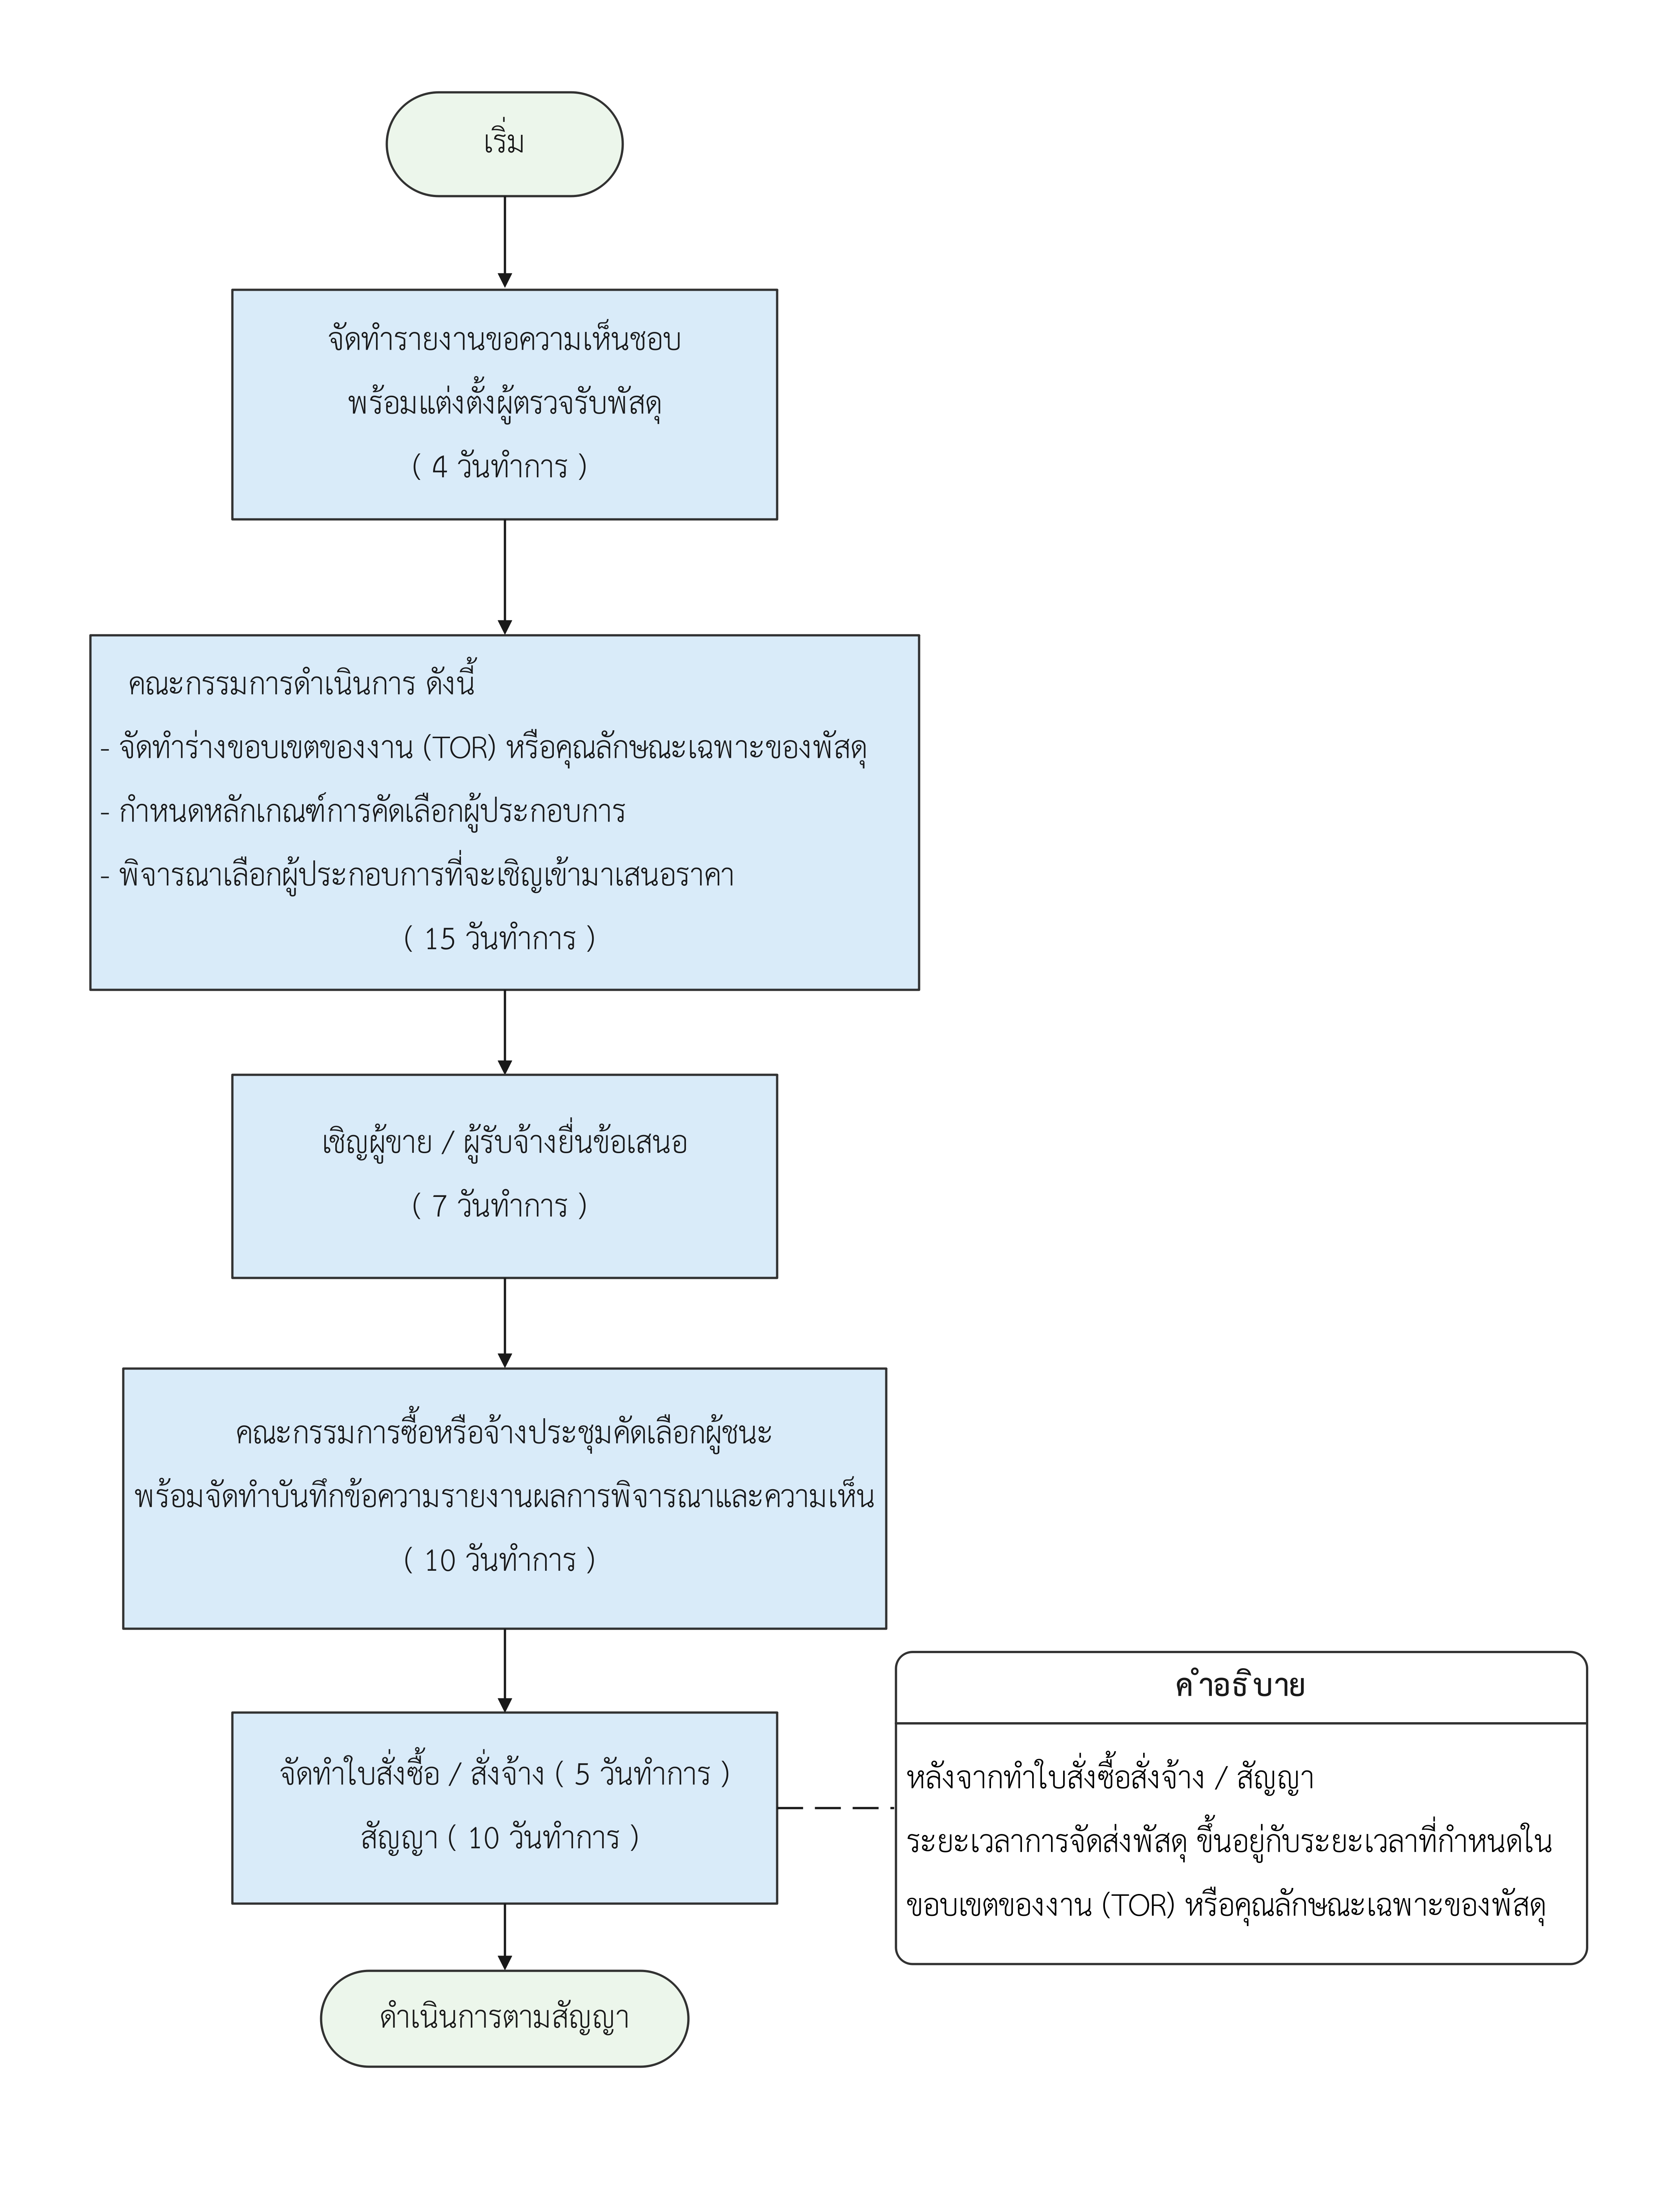 เริ่ม
จัดทำรายงานขอความเห็นชอบ
พร้อมแต่งตั้งผู้ตรวจรับพัสดุ
( 4 วันทำการ )
คณะกรรมการดำเนินการ ดังนี้
- จัดทำร่างขอบเขตของงาน (TOR) หรือคุณลักษณะเฉพาะของพัสดุ
- กำหนดหลักเกณฑ์การคัดเลือกผู้ประกอบการ
- พิจารณาเลือกผู้ประกอบการที่จะเชิญเข้ามาเสนอราคา
( 15 วันทำการ )
เชิญผู้ขาย / ผู้รับจ้างยื่นข้อเสนอ
( 7 วันทำการ )
คณะกรรมการซื้อหรือจ้างประชุมคัดเลือกผู้ชนะ
พร้อมจัดทำบันทึกข้อความรายงานผลการพิจารณาและความเห็น
( 10 วันทำการ )
จัดทำใบสั่งซื้อ / สั่งจ้าง ( 5 วันทำการ )
สัญญา ( 10 วันทำการ )
คำอธิบาย
หลังจากทำใบสั่งซื้อสั่งจ้าง / สัญญา
ระยะเวลาการจัดส่งพัสดุ ขึ้นอยู่กับระยะเวลาที่กำหนดใน
ขอบเขตของงาน (TOR) หรือคุณลักษณะเฉพาะของพัสดุ
ดำเนินการตามสัญญา